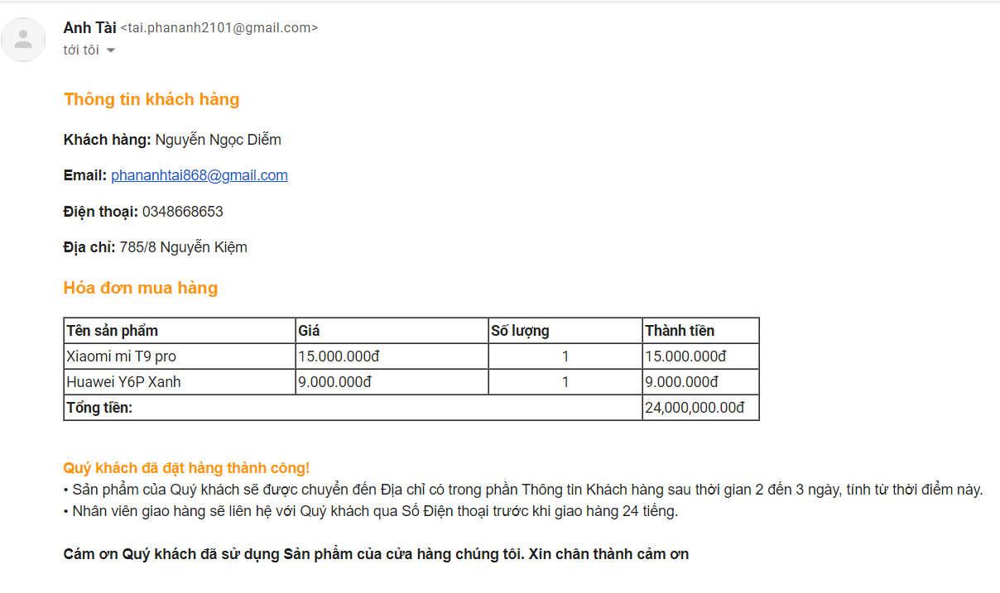 Anh Tài <tai.phananh2101@gmail.com>
tới tôi
Thông tin khách hàng
Khách hàng: Nguyễn Ngọc Diễm
Email: phananhtai868@gmail.com
Điện thoại: 0348668653
Địa chỉ: 785/8 Nguyễn Kiệm
Hóa đơn mua hàng
Tên sản phẩm Giá Số lượng Thành tiền
Xiaomi mi T9 pro 15.000.000đ 1 15.000.000đ
Huawei Y6P Xanh 9.000.000đ 1 9.000.000đ
Tổng tiền: 24,000,000.00đ
Quý khách đã đặt hàng thành công!
• Sản phẩm của Quý khách sẽ được chuyển đến Địa chỉ có trong phần Thông tin Khách hàng sau thời gian 2 đến 3 ngày, tính từ thời điểm này.
• Nhân viên giao hàng sẽ liên hệ với Quý khách qua Số Điện thoại trước khi giao hàng 24 tiếng.
Cám ơn Quý khách đã sử dụng Sản phẩm của cửa hàng chúng tôi. Xin chân thành cảm ơn